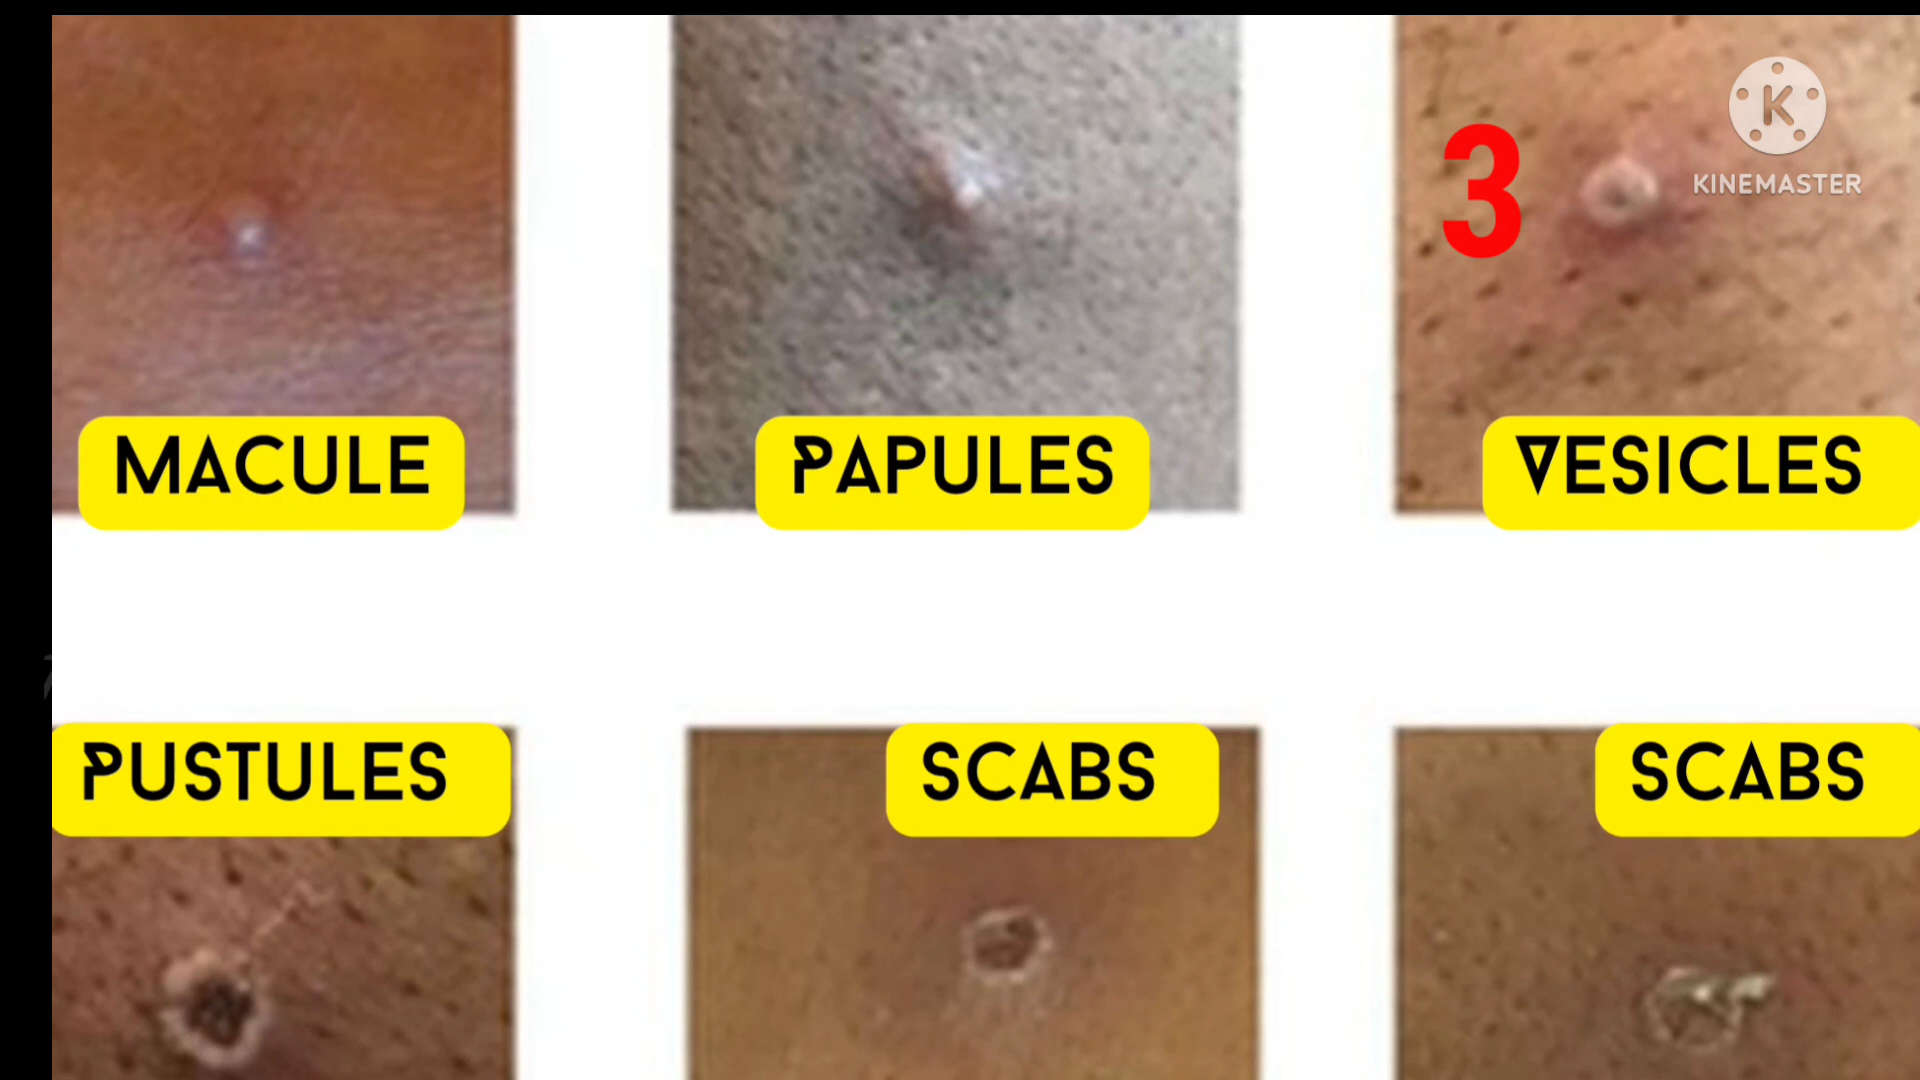 3
KINEMASTER
MACULE
PAPULES
VESICLES
PUSTULES
SCABS
SCABS